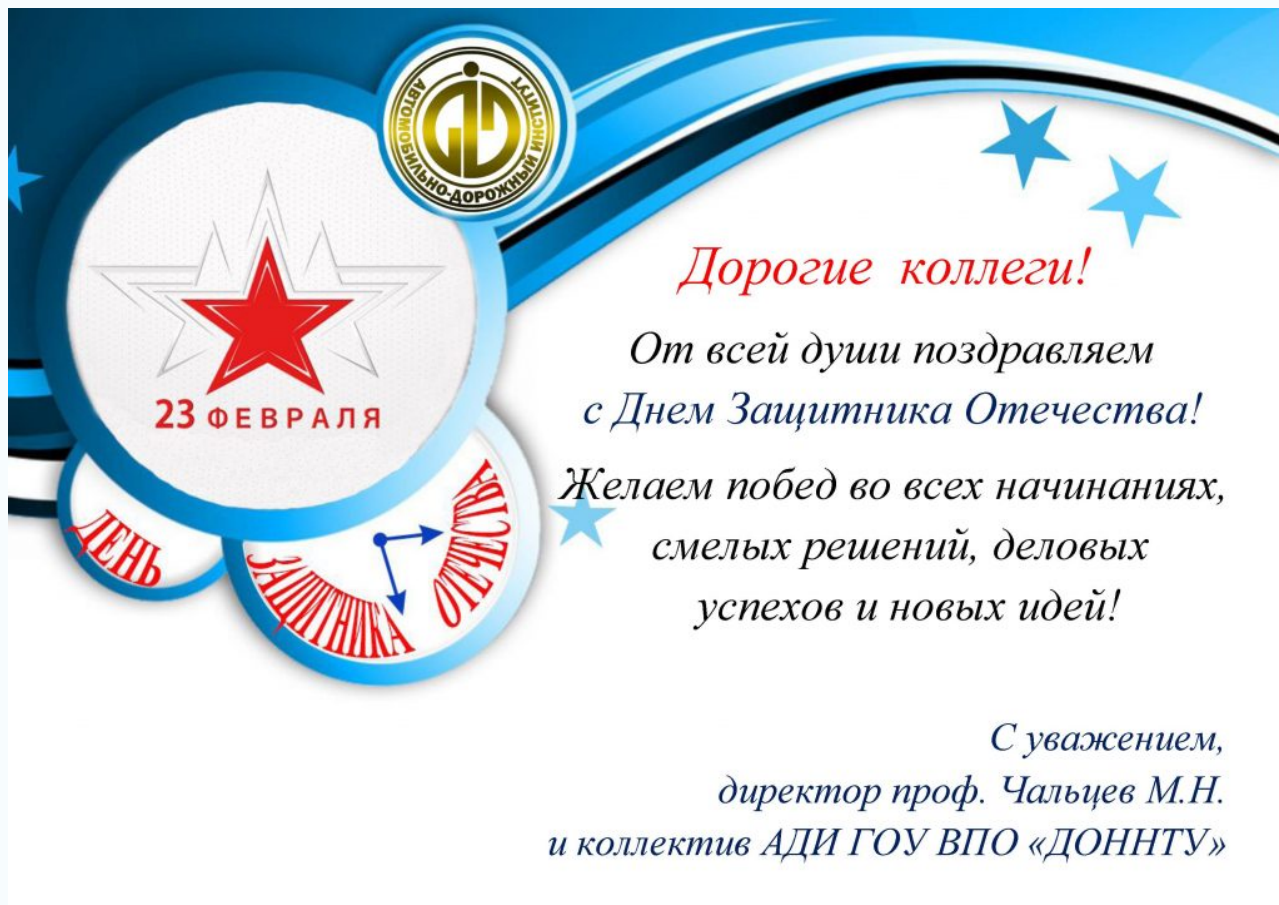 АВТОМОБИЛЬНО-ДОРОЖНЫЙ ИНСТИТУТ
23 ФЕВРАЛЯ
ДЕНЬ
ЗАЩИТНИКА
ОТЕЧЕСТВА
Дорогие коллеги!
От всей души поздравляем
с Днем Защитника Отечества!
Желаем побед во всех начинаниях,
смелых решений, деловых
успехов и новых идей!
С уважением,
директор проф. Чальцев М.Н.
и коллектив АДИ ГОУ ВПО «ДОННТУ»